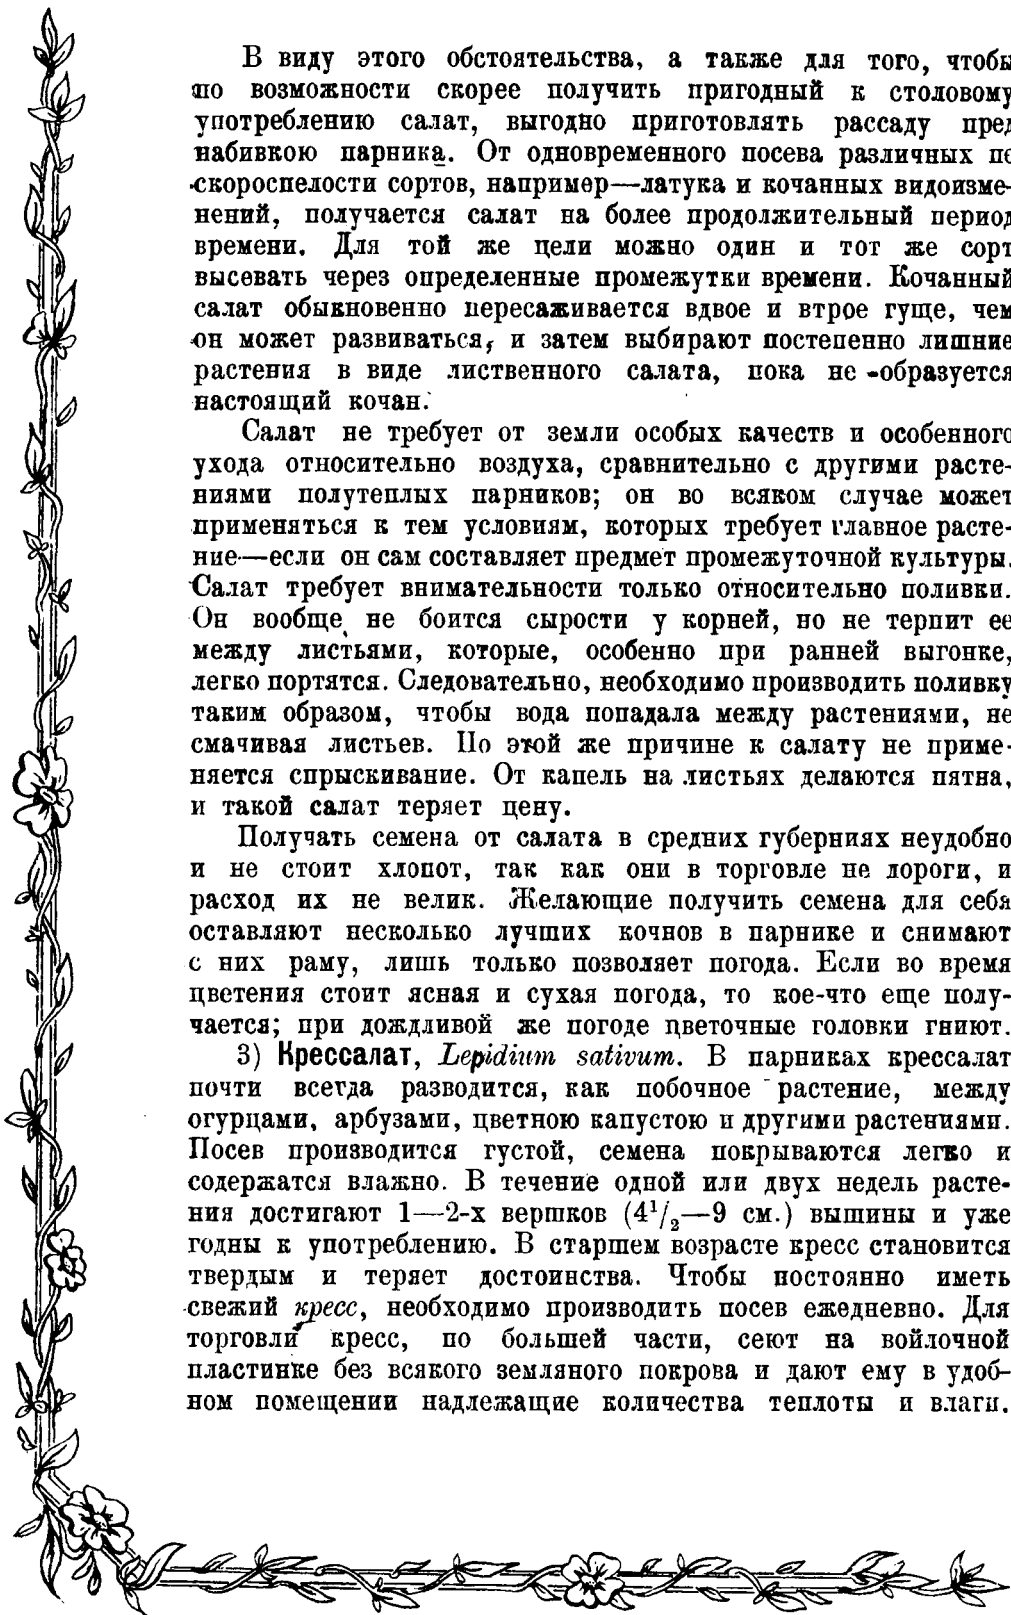 В виду этого обстоятельства, а также для того, чтобы
по возможности скорее получить пригодный к столовому
употреблению салат, выгодно приготовлять рассаду пред
набивкою парника. От одновременного посева различных по
скороспелости сортов, например—латука и кочанных видоизме-
нений, получается салат на более продолжительный период
времени. Для той же цели можно один и тот же сорт
высевать через определенные промежутки времени. Кочанный
салат обыкновенно пересаживается вдвое и втрое гуще, чем
он может развиваться, и затем выбирают постепенно лишние
растения в виде лиственного салата, пока не образуется
настоящий кочан.
Салат не требует от земли особых качеств и особенного
ухода относительно воздуха, сравнительно с другими расте-
ниями полутеплых парников; он во всяком случае может
применяться к тем условиям, которых требует главное расте-
ние—если он сам составляет предмет промежуточной культуры.
Салат требует внимательности только относительно поливки.
Он вообще не боится сырости у корней, но не терпит ее
между листьями, которые, особенно при ранней выгонке,
легко портятся. Следовательно, необходимо производить поливку
таким образом, чтобы вода попадала между растениями, не
смачивая листьев. По этой же причине к салату не приме-
няется спрыскивание. От капель на листьях делаются пятна,
и такой салат теряет цену.
Получать семена от салата в средних губерниях неудобно
и не стоит хлопот, так как они в торговле не дороги, и
расход их не велик. Желающие получить семена для себя
оставляют несколько лучших кочнов в парнике и снимают
с них раму, лишь только позволяет погода. Если во время
цветения стоит ясная и сухая погода, то кое-что еще полу-
чается; при дождливой же погоде цветочные головки гниют.
3) Крессалат, Lepidium sativum. В парниках крессалат
почти всегда разводится, как побочное растение, между
огурцами, арбузами, цветною капустою и другими растениями.
Посев производится густой, семена покрываются легко и
содержатся влажно. В течение одной или двух недель расте-
ния достигают 1—2-х вершков (4¹/₂—9 см.) вышины и уже
годны к употреблению. В старшем возрасте кресс становится
твердым и теряет достоинства. Чтобы постоянно иметь
свежий кресс, необходимо производить посев ежедневно. Для
торговли кресс, по большей части, сеют на войлочной
пластинке без всякого земляного покрова и дают ему в удоб-
ном помещении надлежащие количества теплоты и влаги.